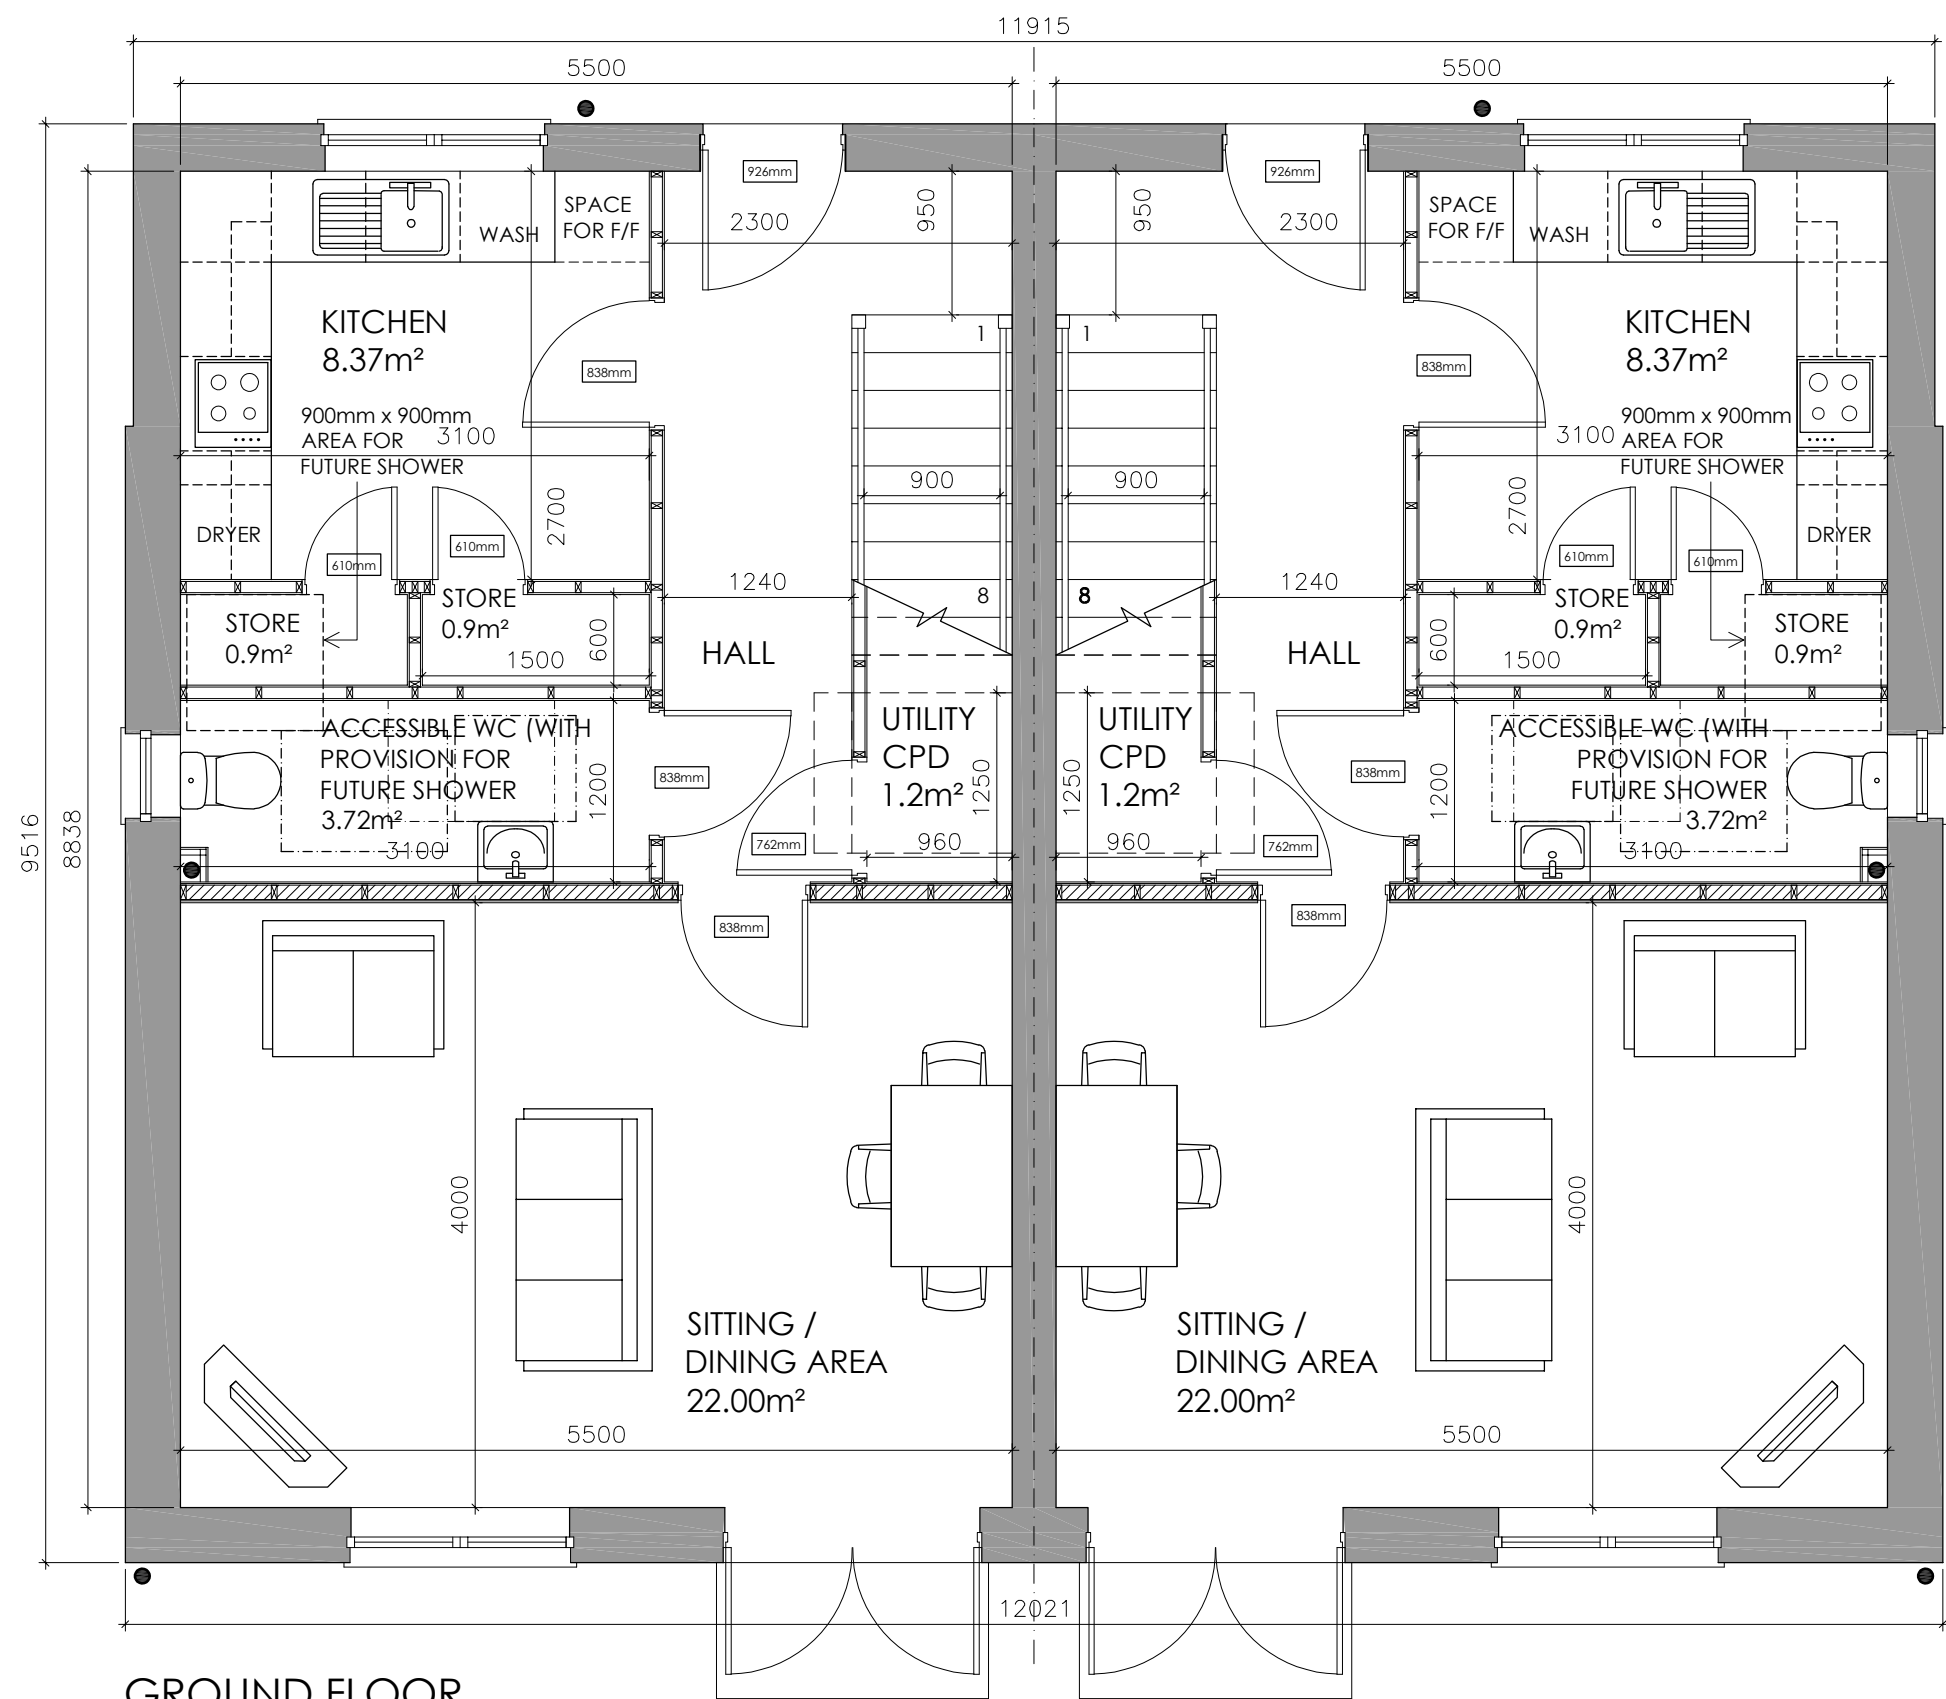 11915
5500
5500
926mm
926mm
950
950
2300
2300
SPACE
FOR F/F
WASH
SPACE
FOR F/F
WASH
KITCHEN
8.37m²
1
1
KITCHEN
8.37m²
838mm
838mm
900mm x 900mm
AREA FOR
FUTURE SHOWER
3100
900mm x 900mm
AREA FOR
FUTURE SHOWER
3100
900
900
2700
2700
DRYER
DRYER
610mm
610mm
610mm
610mm
1240
1240
8
8
STORE
0.9m²
STORE
0.9m²
STORE
0.9m²
STORE
0.9m²
1500
600
600
1500
HALL
HALL
UTILITY
CPD
1.2m²
UTILITY
CPD
1.2m²
1250
1250
ACCESSIBLE WC (WITH
PROVISION FOR
FUTURE SHOWER
3.72m²
ACCESSIBLE WC (WITH
PROVISION FOR
FUTURE SHOWER
3.72m²
838mm
838mm
1200
1200
762mm
762mm
960
960
3100
3100
9516
8838
838mm
838mm
4000
4000
SITTING /
DINING AREA
22.00m²
SITTING /
DINING AREA
22.00m²
5500
5500
12021
GROUND FLOOR